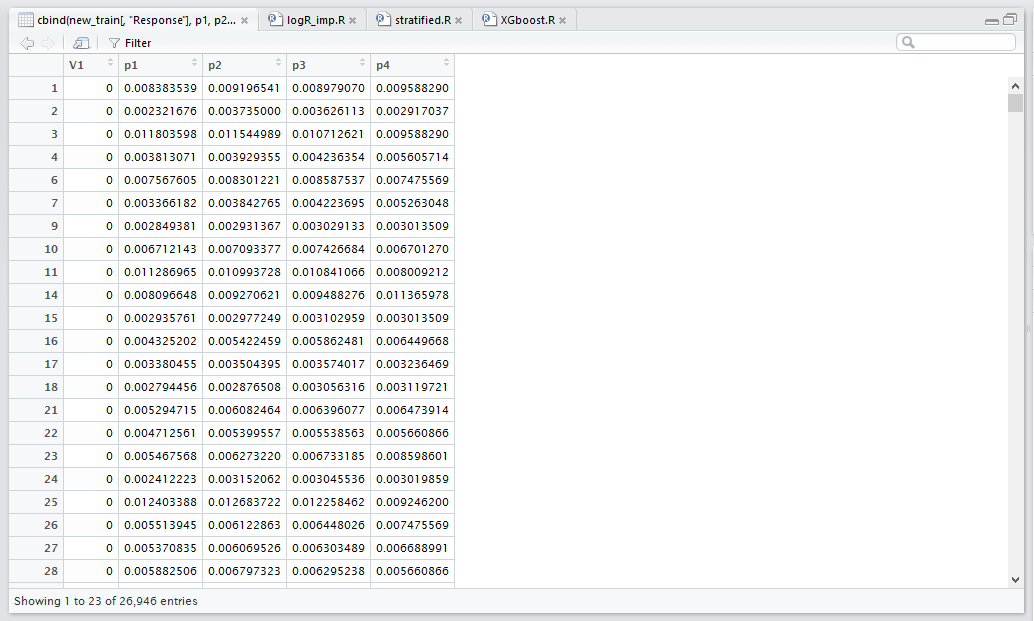 cbind(new_train[, "Response"], p1, p2... logR_imp.R stratified.R XGboost.R
Filter
V1 p1 p2 p3 p4
1 0 0.008383539 0.009196541 0.008979070 0.009588290
2 0 0.002321676 0.003735000 0.003626113 0.002917037
3 0 0.011803598 0.011544989 0.010712621 0.009588290
4 0 0.003813071 0.003929355 0.004236354 0.005605714
6 0 0.007567605 0.008301221 0.008587537 0.007475569
7 0 0.003366182 0.003842765 0.004223695 0.005263048
9 0 0.002849381 0.002931367 0.003029133 0.003013509
10 0 0.006712143 0.007093377 0.007426684 0.006701270
11 0 0.011286965 0.010993728 0.010841066 0.008009212
14 0 0.008096648 0.009270621 0.009488276 0.011365978
15 0 0.002935761 0.002977249 0.003102959 0.003013509
16 0 0.004325202 0.005422459 0.005862481 0.006449668
17 0 0.003380455 0.003504395 0.003574017 0.003236469
18 0 0.002794456 0.002876508 0.003056316 0.003119721
21 0 0.005294715 0.006082464 0.006396077 0.006473914
22 0 0.004712561 0.005399557 0.005538563 0.005660866
23 0 0.005467568 0.006273220 0.006733185 0.008598601
24 0 0.002412223 0.003152062 0.003045536 0.003019859
25 0 0.012403388 0.012683722 0.012258462 0.009246200
26 0 0.005513945 0.006122863 0.006448026 0.007475569
27 0 0.005370835 0.006069526 0.006303489 0.006688991
28 0 0.005882506 0.006797323 0.006295238 0.005660866
Showing 1 to 23 of 26,946 entries